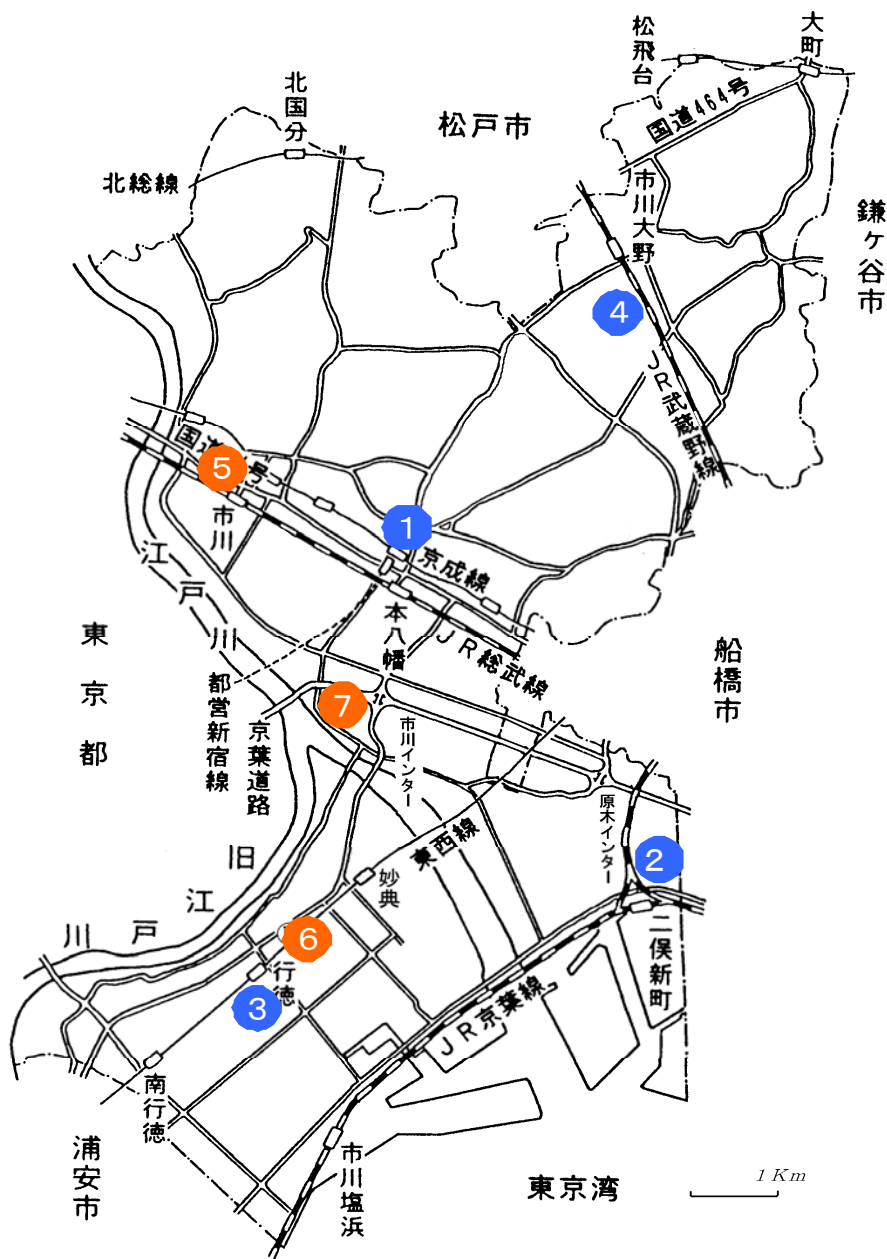 大町
松飛台
国道464号
北国分
松戸市
北総線
市川大野
鎌ヶ谷市
4
JR武蔵野線
国道
号
5
市川
1
京成線
江戸川
本八幡
JR総武線
東京都
船橋市
都営新宿線
7
京葉道路
市川インター
原木インター
東西線
2
妙典
旧江戸川
6
二俣新町
行徳
3
JR京葉線
南行徳
市川塩浜
浦安市
東京湾
1Km